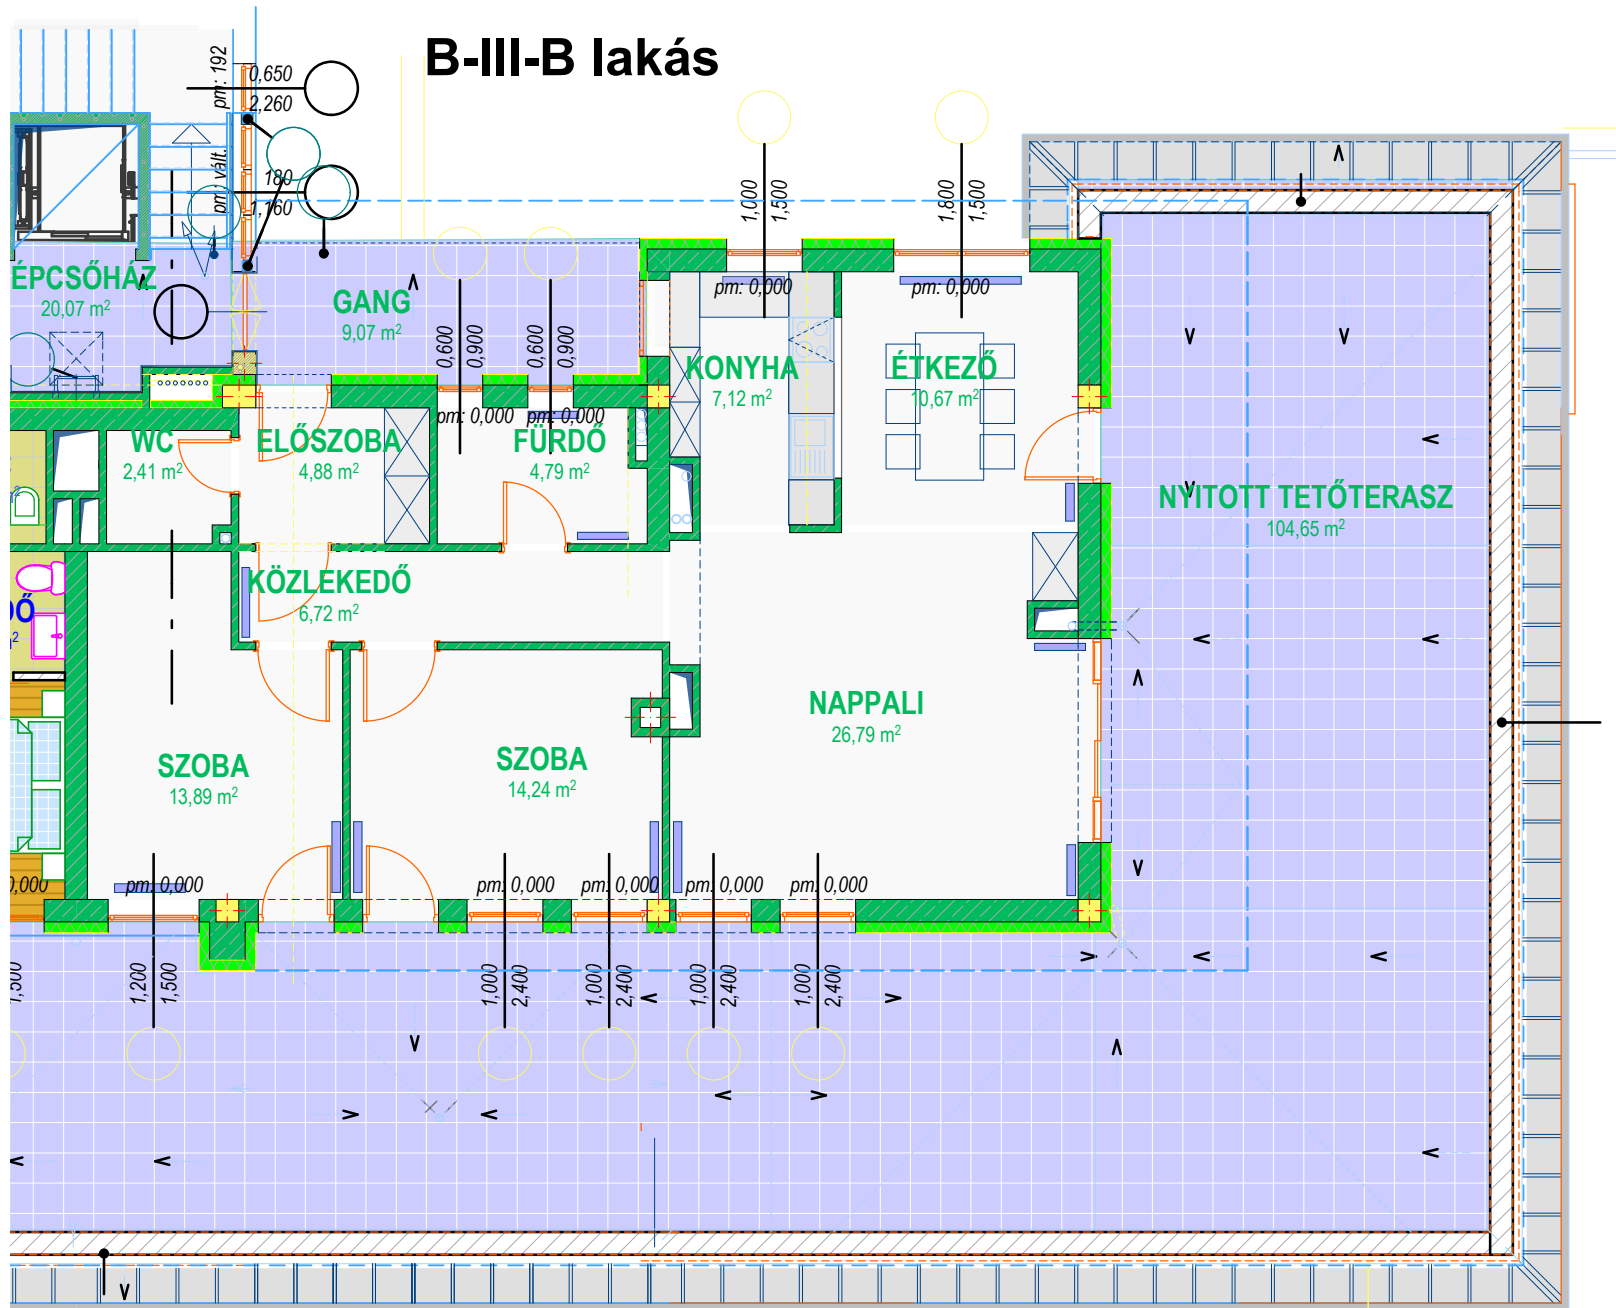 B-III-B lakás
pm: 192
0,650
2,260
pm: vált.
180
1,160
1,000
1,500
1,800
1,500
ÉPCSŐHÁZ
20,07 m²
GANG
9,07 m²
pm: 0,000
pm: 0,000
0,600
0,900
0,600
0,900
KONYHA
7,12 m²
ÉTKEZŐ
10,67 m²
pm: 0,000
pm: 0,000
WC
2,41 m²
ELŐSZOBA
4,88 m²
FÜRDŐ
4,79 m²
NYITOTT TETŐTERASZ
104,65 m²
KÖZLEKEDŐ
6,72 m²
NAPPALI
26,79 m²
SZOBA
13,89 m²
SZOBA
14,24 m²
0,000
pm: 0,000
pm: 0,000
pm: 0,000
pm: 0,000
pm: 0,000
1,500
1,200
1,500
1,000
2,400
1,000
2,400
1,000
2,400
1,000
2,400